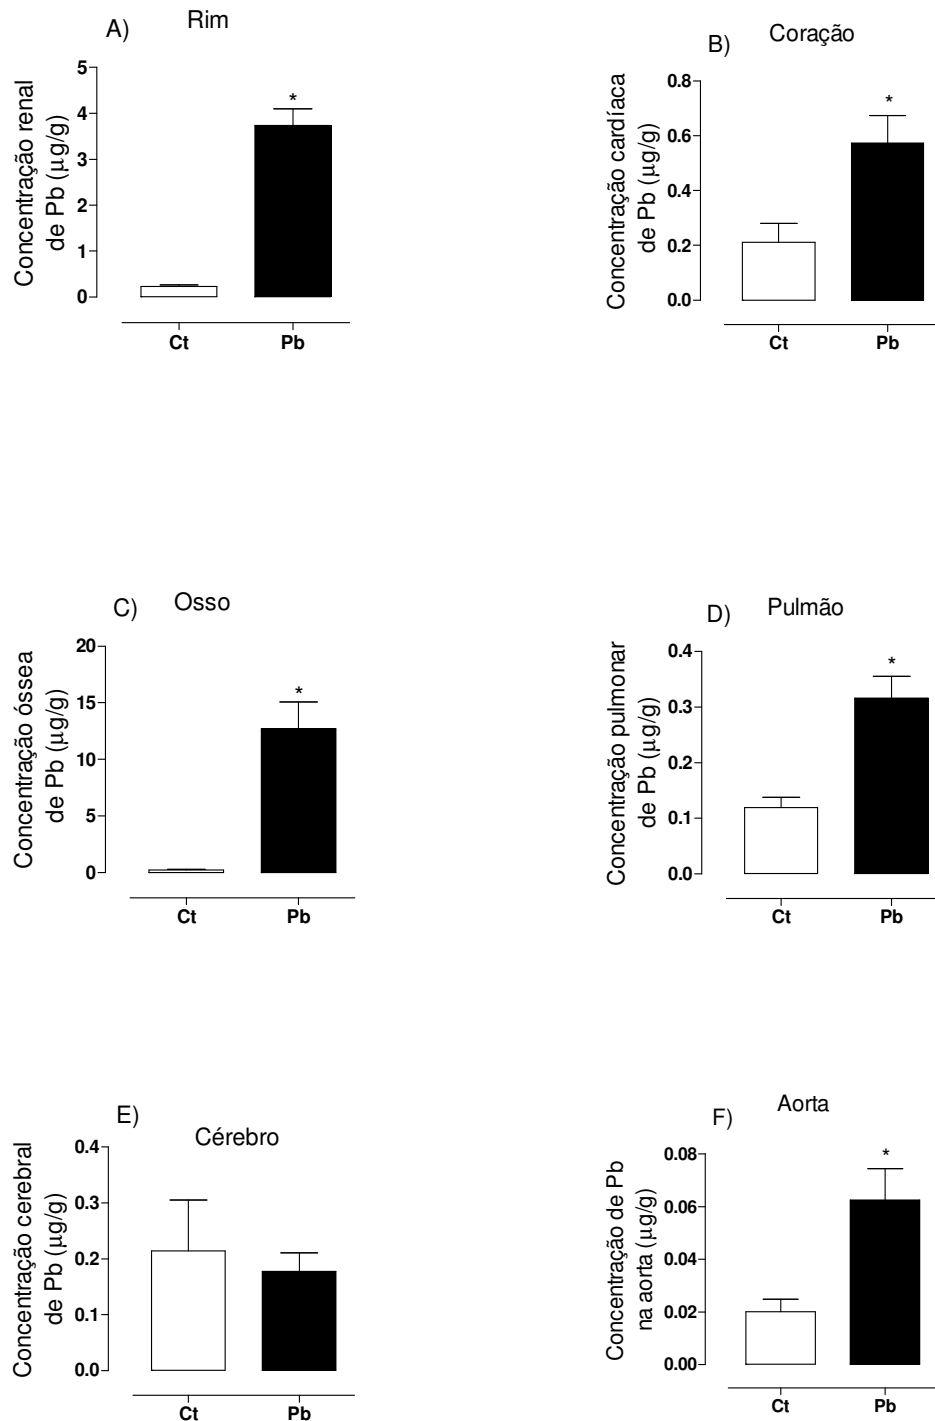 A)
Rim
Concentração renal
de Pb (µg/g)
5
4
3
2
1
0
*
Ct
Pb
B)
Coração
Concentração cardíaca
de Pb (µg/g)
0.8
0.6
0.4
0.2
0.0
*
Ct
Pb
C)
Osso
Concentração óssea
de Pb (µg/g)
20
15
10
5
0
*
Ct
Pb
D)
Pulmão
Concentração pulmonar
de Pb (µg/g)
0.4
0.3
0.2
0.1
0.0
*
Ct
Pb
E)
Cérebro
Concentração cerebral
de Pb (µg/g)
0.4
0.3
0.2
0.1
0.0
Ct
Pb
F)
Aorta
Concentração de Pb
na aorta (µg/g)
0.08
0.06
0.04
0.02
0.00
*
Ct
Pb